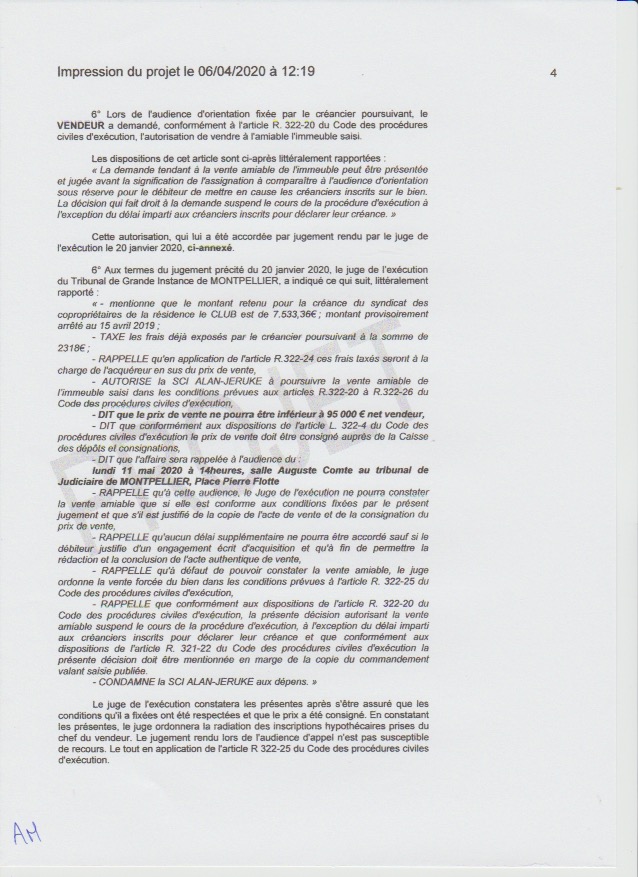 Impression du projet le 06/04/2020 à 12:19
4
6° Lors de l'audience d'orientation fixée par le créancier poursuivant, le
VENDEUR a demandé, conformément à l'article R. 322-20 du Code des procédures
civiles d'exécution, l'autorisation de vendre à l'amiable l'immeuble saisi.
Les dispositions de cet article sont ci-après littéralement rapportées :
« La demande tendant à la vente amiable de l'immeuble peut être présentée
et jugée avant la signification de l'assignation à comparaître à l'audience d'orientation
sous réserve pour le débiteur de mettre en cause les créanciers inscrits sur le bien.
La décision qui fait droit à la demande suspend le cours de la procédure d'exécution à
l'exception du délai imparti aux créanciers inscrits pour déclarer leur créance. »
Cette autorisation, qui lui a été accordée par jugement rendu par le juge de
l'exécution le 20 janvier 2020, ci-annexé.
6° Aux termes du jugement précité du 20 janvier 2020, le juge de l'exécution
du Tribunal de Grande Instance de MONTPELLIER, a indiqué ce qui suit, littéralement
rapporté :
« - mentionne que le montant retenu pour la créance du syndicat des
copropriétaires de la résidence le CLUB est de 7.533,36€ ; montant provisoirement
arrêté au 15 avril 2019 ;
- TAXE les frais déjà exposés par le créancier poursuivant à la somme de
2318€ ;
- RAPPELLE qu'en application de l'article R.322-24 ces frais taxés seront à la
charge de l'acquéreur en sus du prix de vente,
- AUTORISE la SCI ALAN-JERUKE à poursuivre la vente amiable de
l'immeuble saisi dans les conditions prévues aux articles R.322-20 à R.322-26 du
Code des procédures civiles d'exécution,
- DIT que le prix de vente ne pourra être inférieur à 95 000 € net vendeur,
- DIT que conformément aux dispositions de l'article L. 322-4 du Code des
procédures civiles d'exécution le prix de vente doit être consigné auprès de la Caisse
des dépôts et consignations,
- DIT que l'affaire sera rappelée à l'audience du :
lundi 11 mai 2020 à 14heures, salle Auguste Comte au tribunal de
Judiciaire de MONTPELLIER, Place Pierre Flotte
- RAPPELLE qu'à cette audience, le Juge de l'exécution ne pourra constater
la vente amiable que si elle est conforme aux conditions fixées par le présent
jugement et que s'il est justifié de la copie de l'acte de vente et de la consignation du
prix de vente,
- RAPPELLE qu'aucun délai supplémentaire ne pourra être accordé sauf si le
débiteur justifie d'un engagement écrit d'acquisition et qu'à fin de permettre la
rédaction et la conclusion de l'acte authentique de vente,
- RAPPELLE qu'à défaut de pouvoir constater la vente amiable, le juge
ordonne la vente forcée du bien dans les conditions prévues à l'article R. 322-25 du
Code des procédures civiles d'exécution,
- RAPPELLE que conformément aux dispositions de l'article R. 322-20 du
Code des procédures civiles d'exécution, la présente décision autorisant la vente
amiable suspend le cours de la procédure d'exécution, à l'exception du délai imparti
aux créanciers inscrits pour déclarer leur créance et que conformément aux
dispositions de l'article R. 321-22 du Code des procédures civiles d'exécution la
présente décision doit être mentionnée en marge de la copie du commandement
valant saisie publiée.
- CONDAMNE la SCI ALAN-JERUKE aux dépens. »
Le juge de l'exécution constatera les présentes après s'être assuré que les
conditions qu'il a fixées ont été respectées et que le prix a été consigné. En constatant
les présentes, le juge ordonnera la radiation des inscriptions hypothécaires prises du
chef du vendeur. Le jugement rendu lors de l'audience d'appel n'est pas susceptible
de recours. Le tout en application de l'article R 322-25 du Code des procédures civiles
d'exécution.
PROJET
AM